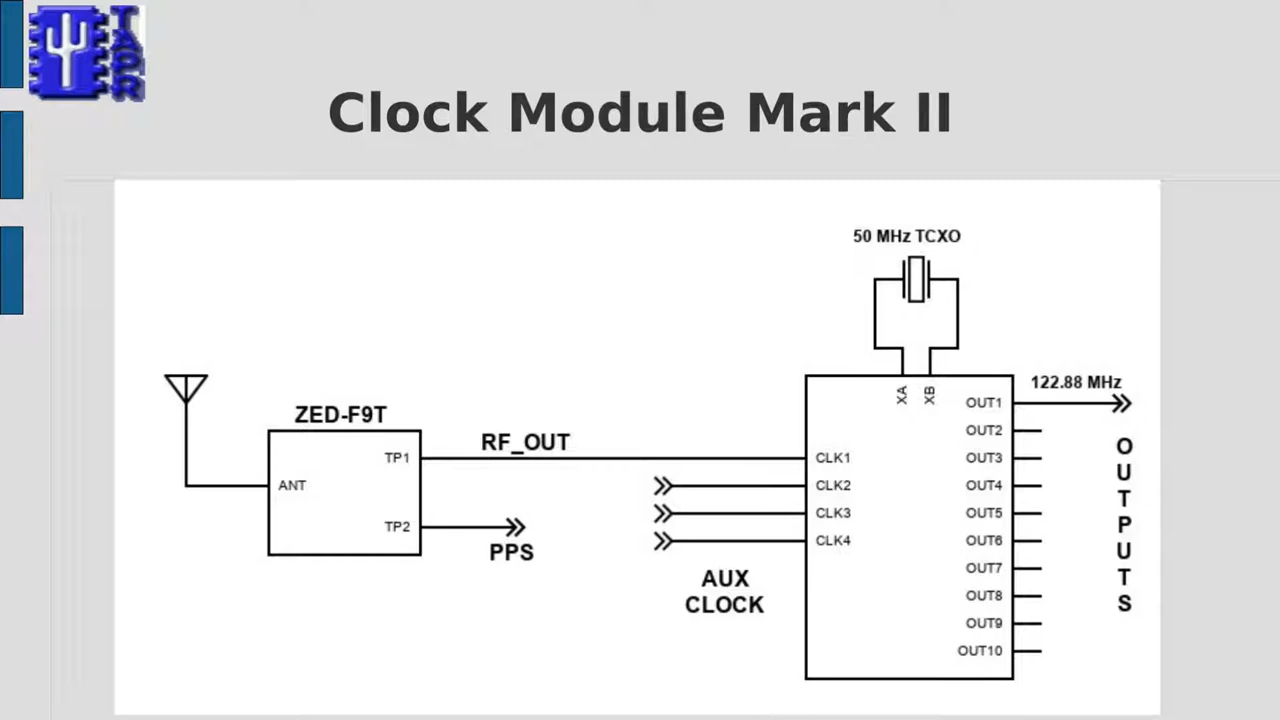 TAPR
Clock Module Mark II
50 MHz TCXO
XA
XB
122.88 MHz
ZED-F9T
ANT
TP1
TP2
RF_OUT
PPS
CLK1
CLK2
CLK3
CLK4
AUX
CLOCK
OUT1
OUT2
OUT3
OUT4
OUT5
OUT6
OUT7
OUT8
OUT9
OUT10
OUTPUTS